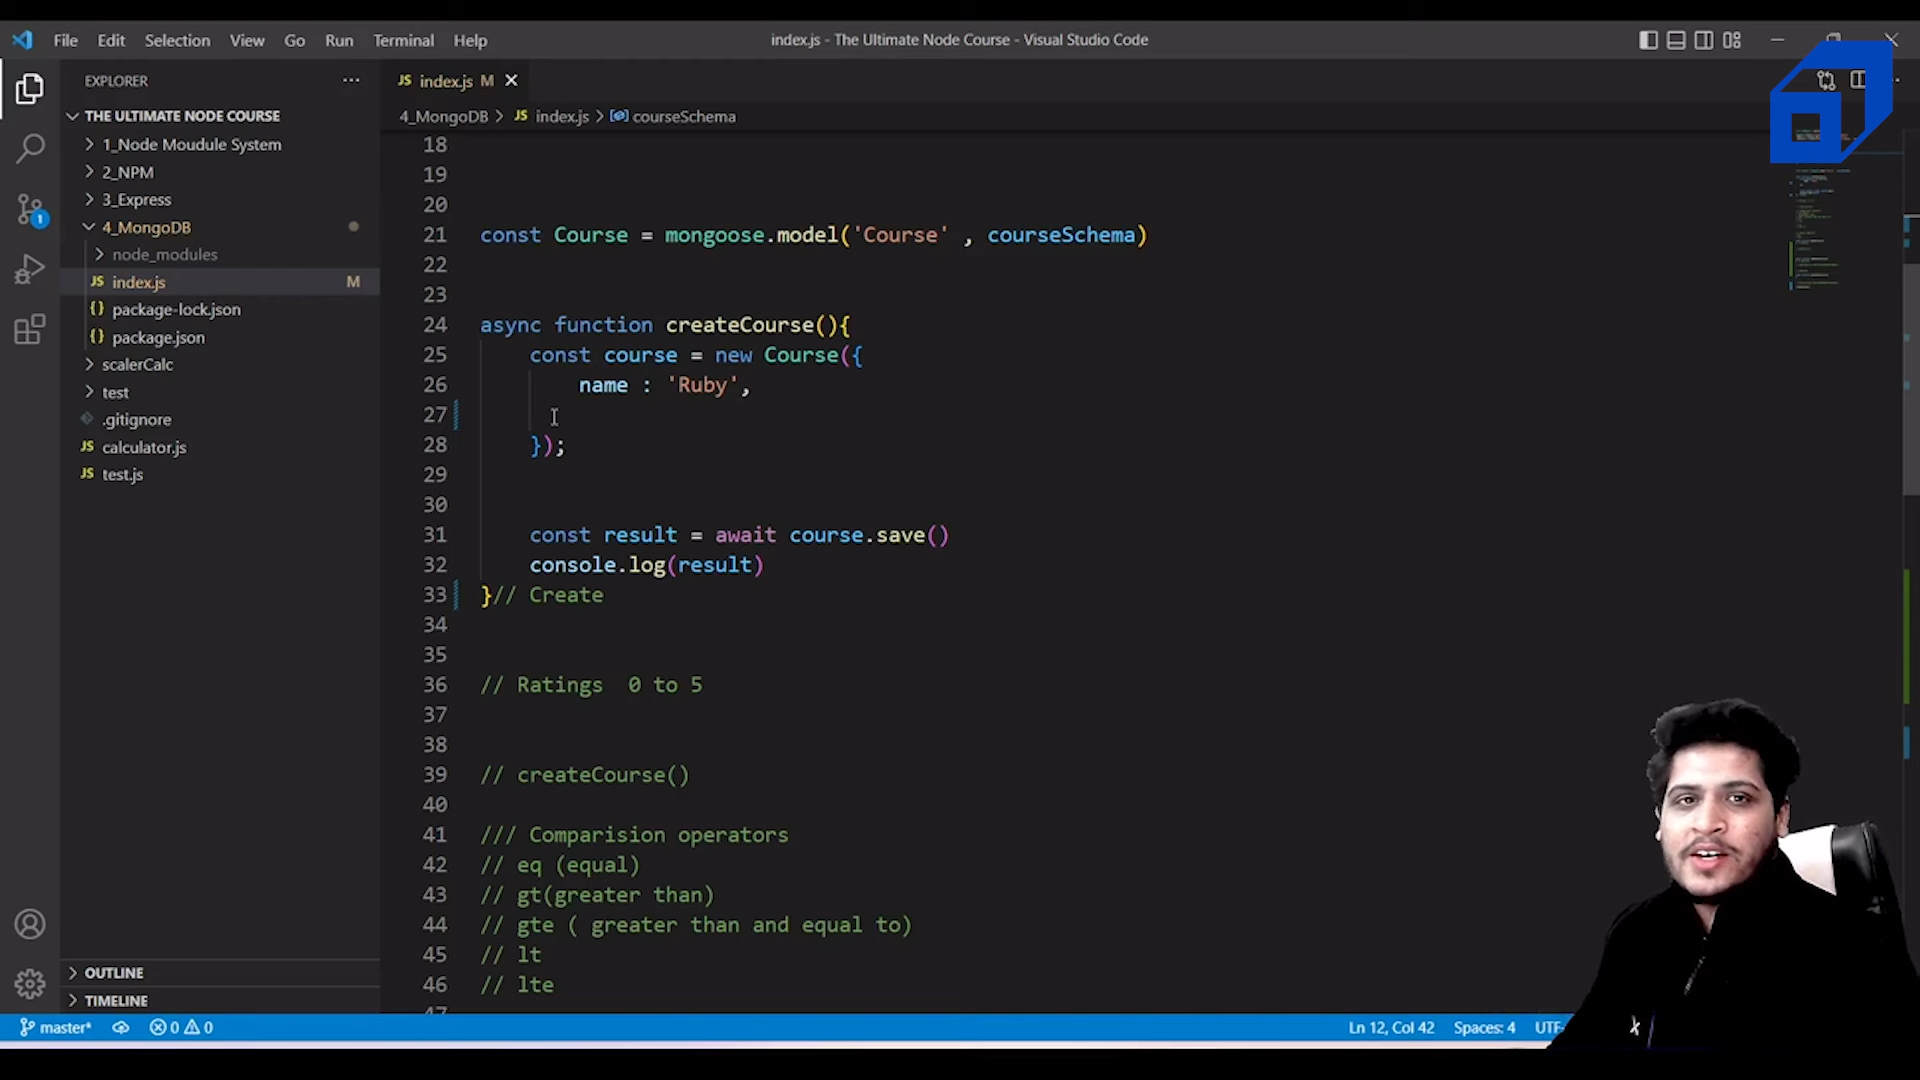 File Edit Selection View Go Run Terminal Help
index.js - The Ultimate Node Course - Visual Studio Code
EXPLORER
THE ULTIMATE NODE COURSE
1_Node Moudule System
2_NPM
3_Express
4_MongoDB
node_modules
JS index.js M
{} package-lock.json
{} package.json
scalerCalc
test
.gitignore
JS calculator.js
JS test.js
OUTLINE
TIMELINE
1
JS index.js M
4_MongoDB > JS index.js > courseSchema
18
19
20
21 const Course = mongoose.model('Course' , courseSchema)
22
23
24 async function createCourse(){
25 const course = new Course({
26 name : 'Ruby',
27
28 });
29
30
31 const result = await course.save()
32 console.log(result)
33 }// Create
34
35
36 // Ratings  0 to 5
37
38
39 // createCourse()
40
41 /// Comparision operators
42 // eq (equal)
43 // gt(greater than)
44 // gte ( greater than and equal to)
45 // lt
46 // lte
master* 0 0 Ln 12, Col 42 Spaces: 4